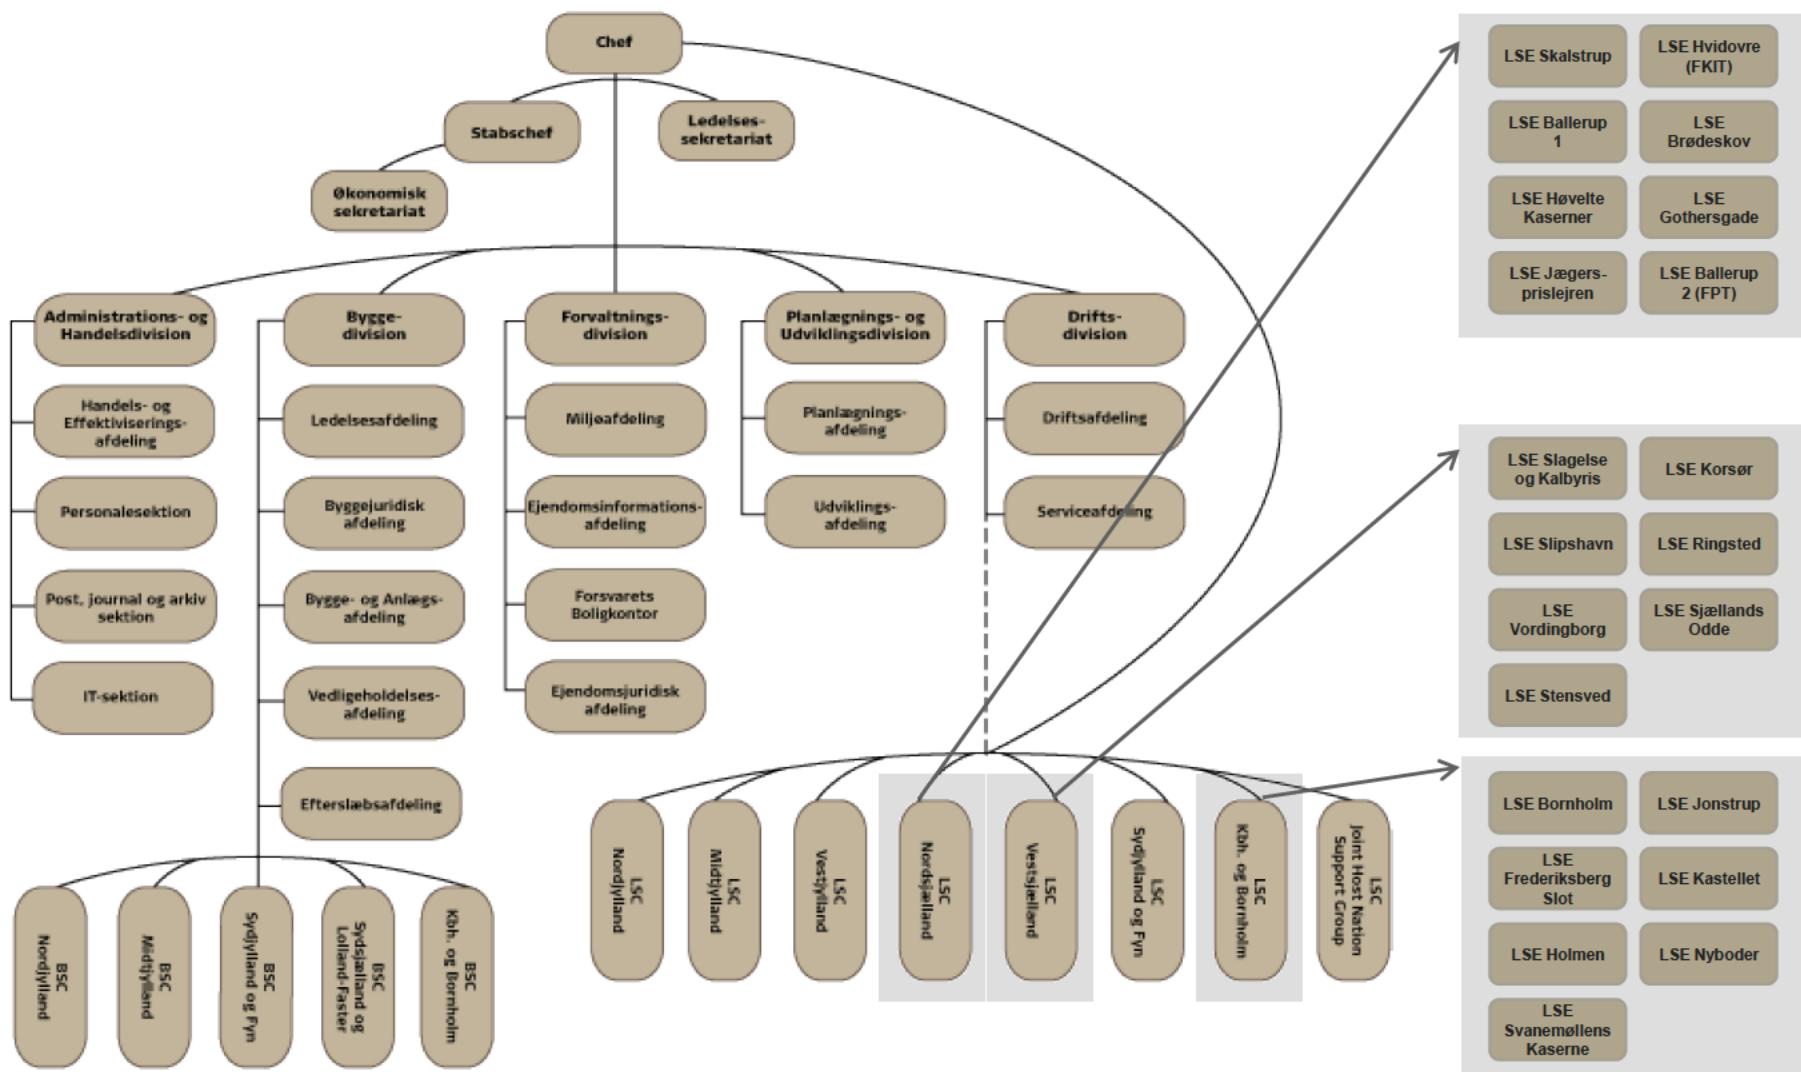 Chef
Stabschef
Ledelses-
sekretariat
Økonomisk
sekretariat
Administrations- og
Handelsdivision
Handels- og
Effektiviserings-
afdeling
Personalesektion
Post, journal og arkiv
sektion
IT-sektion
Bygge-
division
Ledelsesafdeling
Byggejuridisk
afdeling
Bygge- og Anlægs-
afdeling
Vedligeholdelses-
afdeling
Efterslæbsafdeling
BSC
Nordjylland
BSC
Midtjylland
BSC
Sydjylland og Fyn
BSC
Sydsjælland og
Lolland-Falster
BSC
Kbh. og Bornholm
Forvaltnings-
division
Miljøafdeling
Ejendomsinformations-
afdeling
Forsvarets
Boligkontor
Ejendomsjuridisk
afdeling
Planlægnings- og
Udviklingsdivision
Planlægnings-
afdeling
Udviklings-
afdeling
Drifts-
division
Driftsafdeling
Serviceafdeling
LSC
Nordjylland
LSC
Midtjylland
LSC
Vestjylland
LSC
Nordsjælland
LSC
Vestsjælland
LSC
Sydjylland og Fyn
LSC
Kbh. og Bornholm
LSC
Joint Host Nation
Support Group
LSE Skalstrup
LSE Hvidovre
(FKIT)
LSE Ballerup
1
LSE
Brødeskov
LSE Høvelte
Kaserner
LSE
Gothersgade
LSE Jægers-
prislejren
LSE Ballerup
2 (FPT)
LSE Slagelse
og Kalbyris
LSE Korsør
LSE Slipshavn
LSE Ringsted
LSE
Vordingborg
LSE Sjællands
Odde
LSE Stensved
LSE Bornholm
LSE Jonstrup
LSE
Frederiksberg
Slot
LSE Kastellet
LSE Holmen
LSE Nyboder
LSE
Svanemøllens
Kaserne